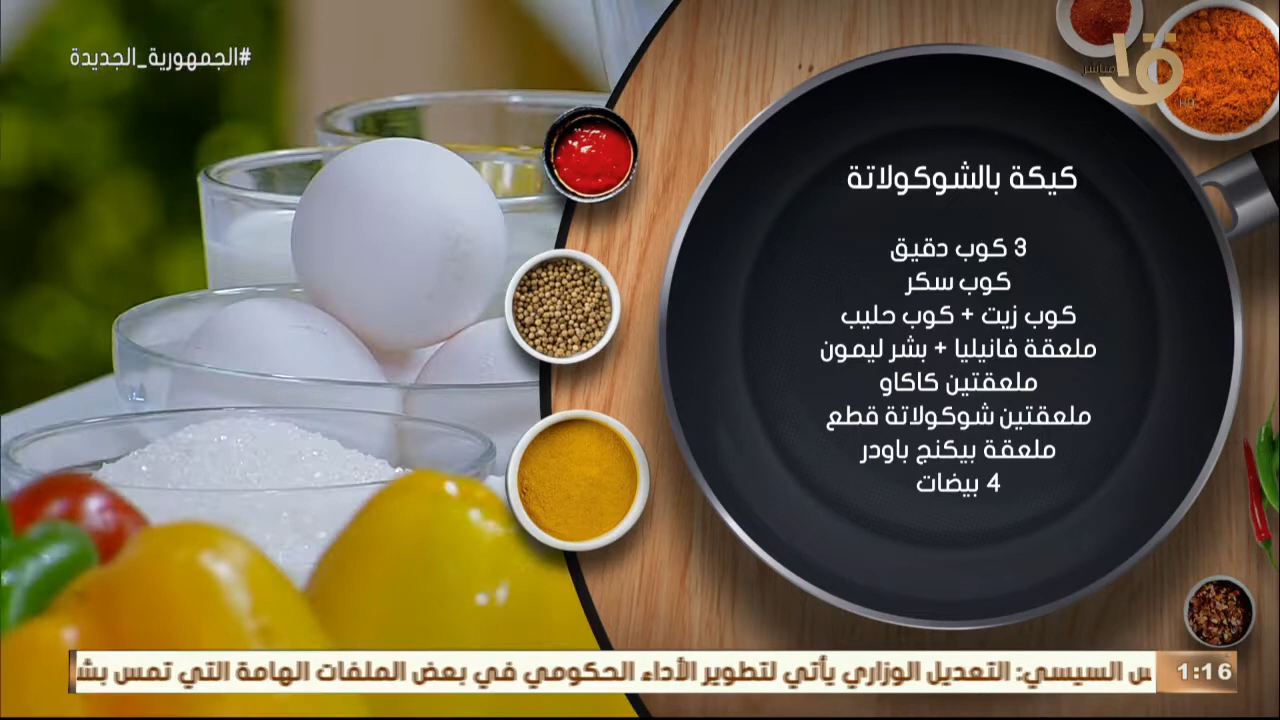 #الجمهورية_الجديدة
مباشر
HD
كيكة بالشوكولاتة
3 كوب دقيق
كوب سكر
كوب زيت + كوب حليب
ملعقة فانيليا + بشر ليمون
ملعقتين كاكاو
ملعقتين شوكولاتة قطع
ملعقة بيكنج باودر
4 بيضات
1:16
السيسي: التعديل الوزاري يأتي لتطوير الأداء الحكومي في بعض الملفات الهامة التي تمس